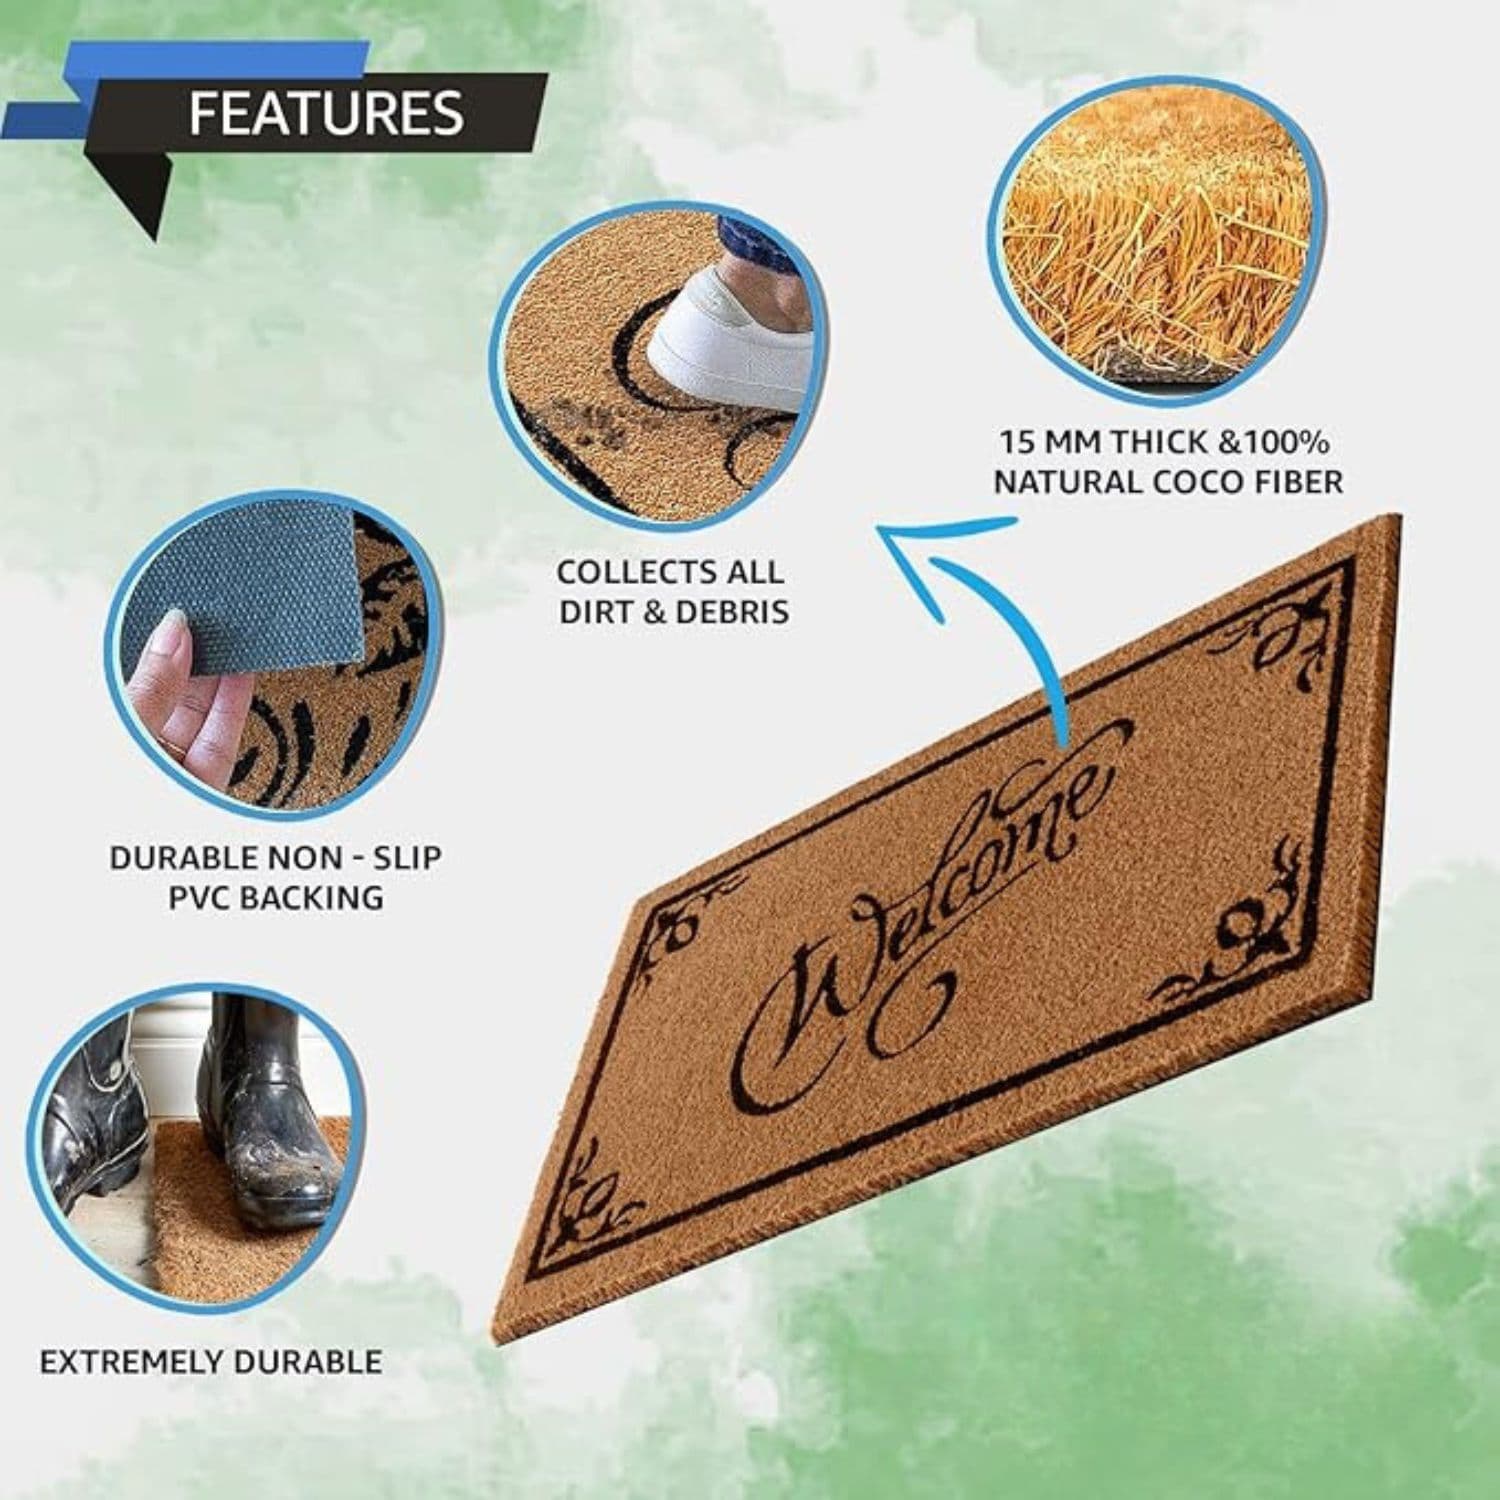 FEATURES
15 MM THICK &100%
NATURAL COCO FIBER
COLLECTS ALL
DIRT & DEBRIS
DURABLE NON - SLIP
PVC BACKING
Welcome
EXTREMELY DURABLE